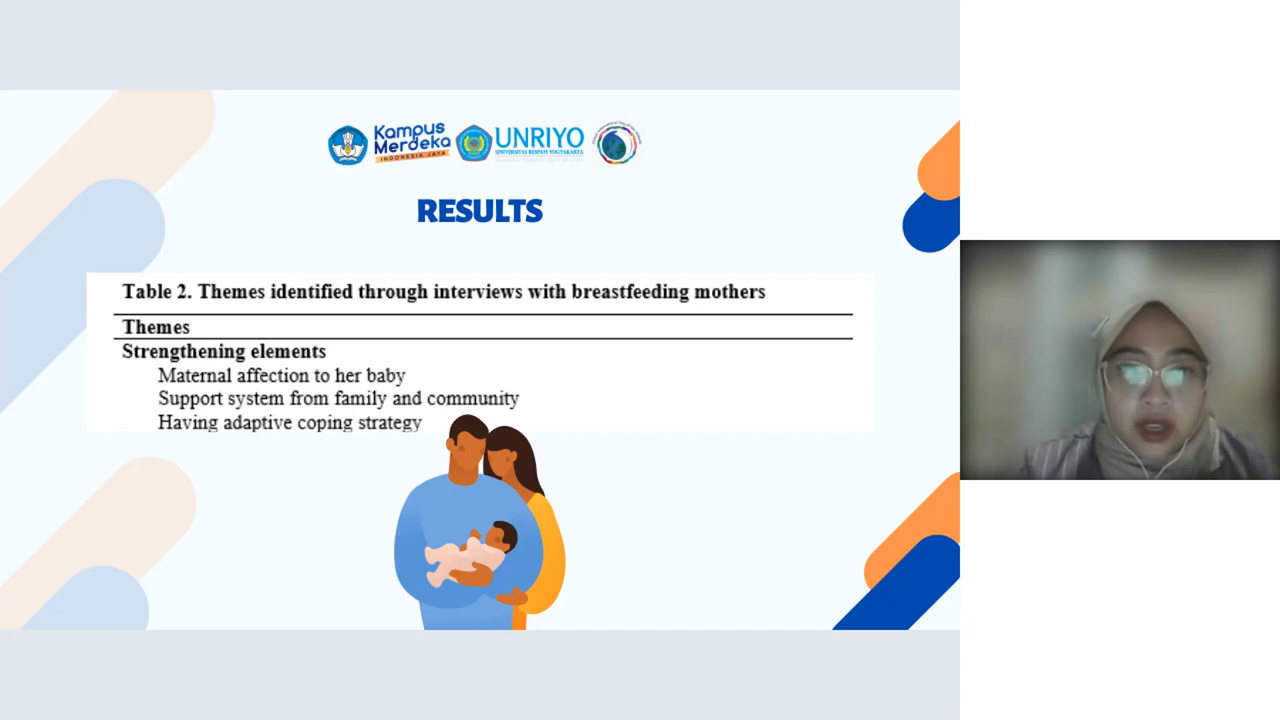 Kampus
Merdeka
INDONESIA JAYA
UNRIYO
UNIVERSITAS RESPATI YOGYAKARTA
RESULTS
Table 2. Themes identified through interviews with breastfeeding mothers
Themes
Strengthening elements
Maternal affection to her baby
Support system from family and community
Having adaptive coping strategy